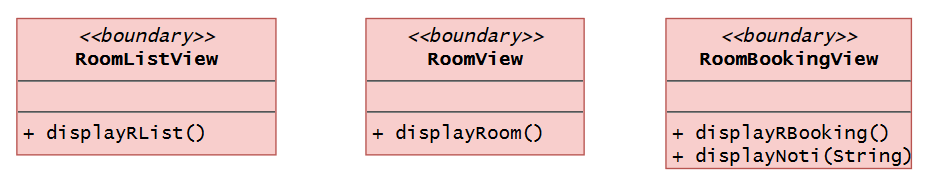 <<boundary>>
RoomListView
+ displayRList()
<<boundary>>
RoomView
+ displayRoom()
<<boundary>>
RoomBookingView
+ displayRBooking()
+ displayNoti(String)